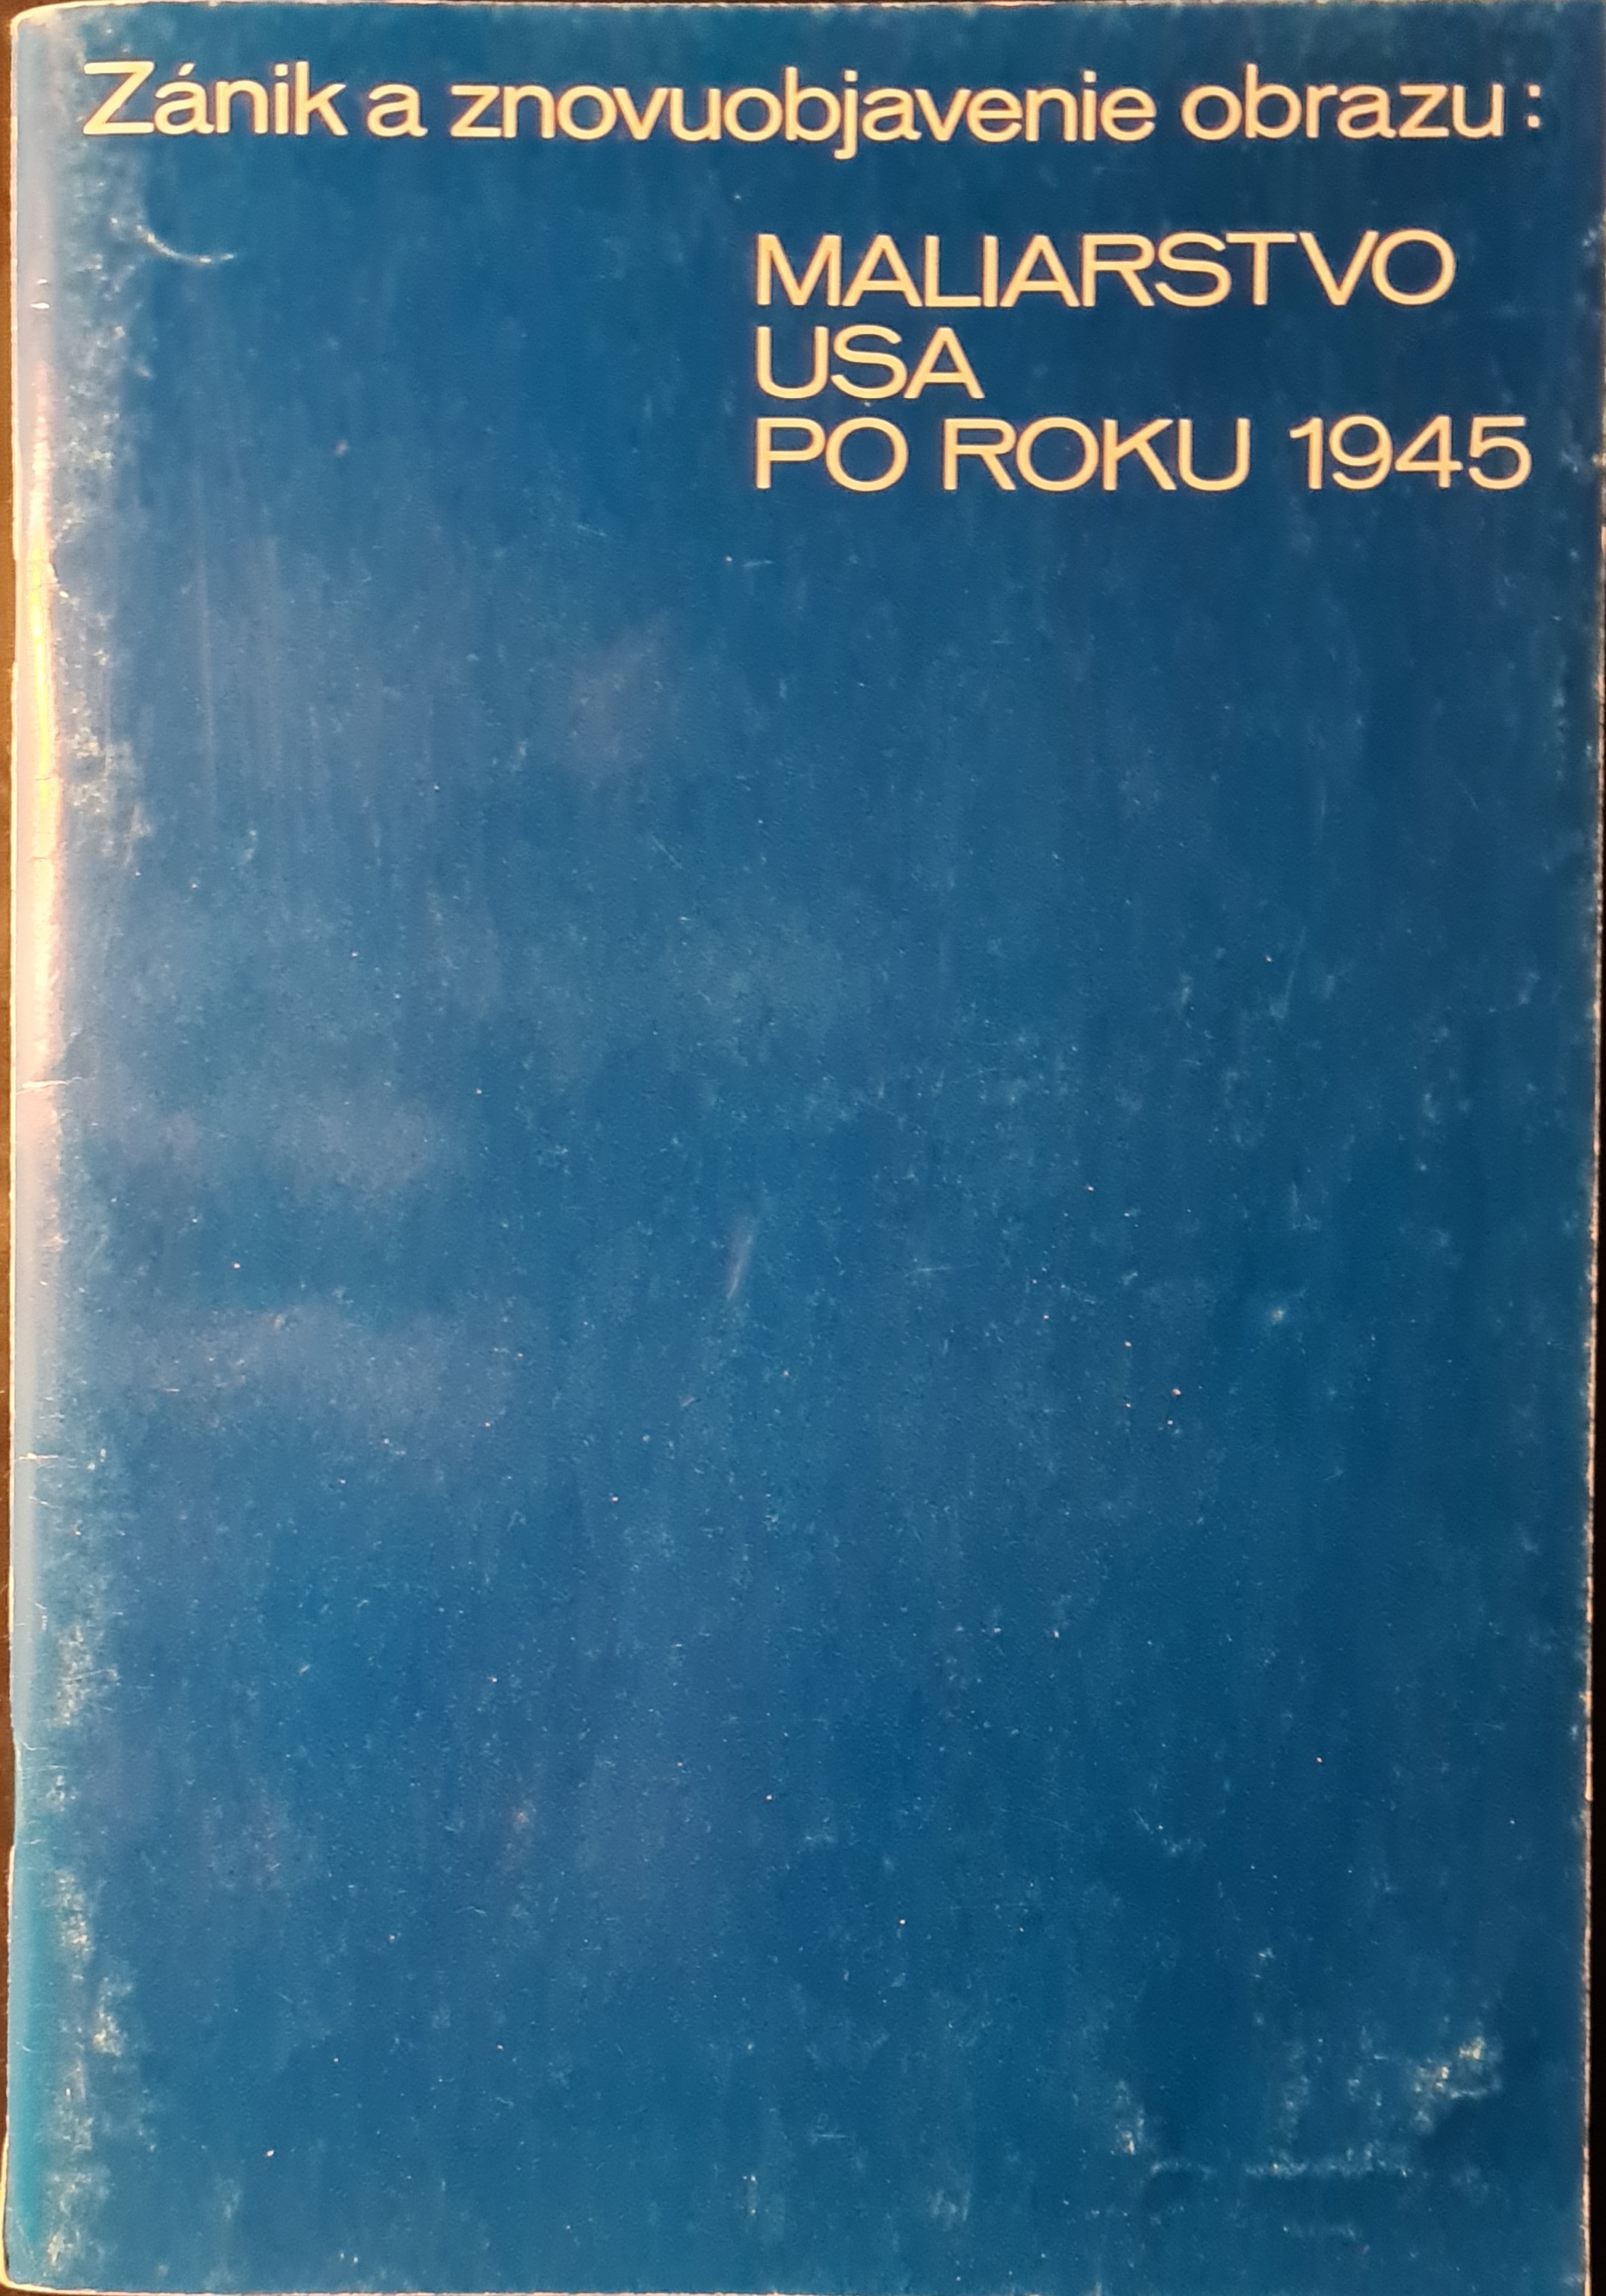 Zánik a znovuobjavenie obrazu:
MALIARSTVO
USA
PO ROKU 1945